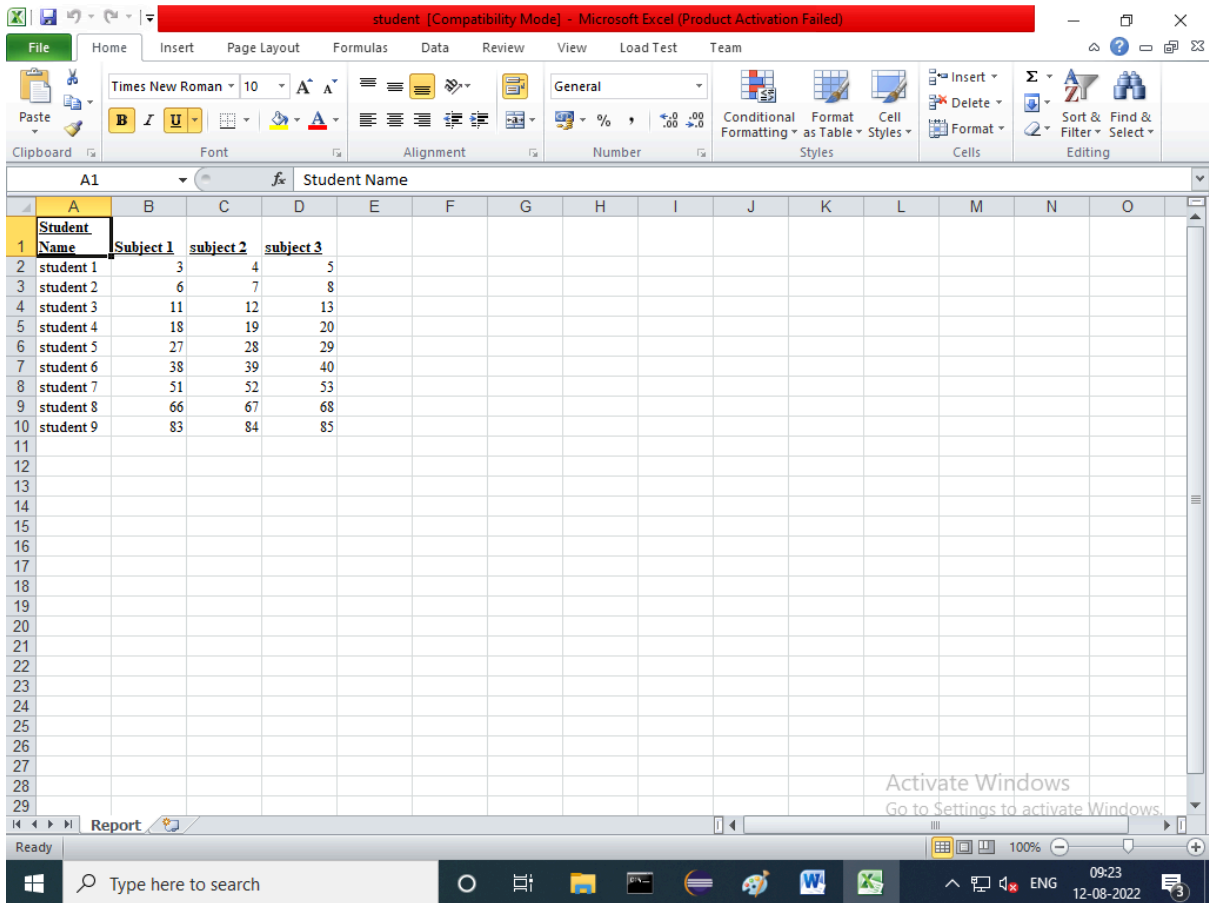 student [Compatibility Mode] - Microsoft Excel (Product Activation Failed)
File Home Insert Page Layout Formulas Data Review View Load Test Team
Paste
Clipboard
Times New Roman 10
B I U A
Font
Alignment
General
% , .00 .00
Number
Conditional Formatting
Format as Table
Cell Styles
Styles
Insert
Delete
Format
Cells
Σ
Sort & Filter
Find & Select
Editing
A1 fx Student Name
A B C D E F G H I J K L M N O
Student
1 Name Subject 1 subject 2 subject 3
2 student 1 3 4 5
3 student 2 6 7 8
4 student 3 11 12 13
5 student 4 18 19 20
6 student 5 27 28 29
7 student 6 38 39 40
8 student 7 51 52 53
9 student 8 66 67 68
10 student 9 83 84 85
11
12
13
14
15
16
17
18
19
20
21
22
23
24
25
26
27
28
29
Activate Windows
Go to Settings to activate Windows.
Report
Ready 100%
Type here to search
ENG
09:23
12-08-2022
3